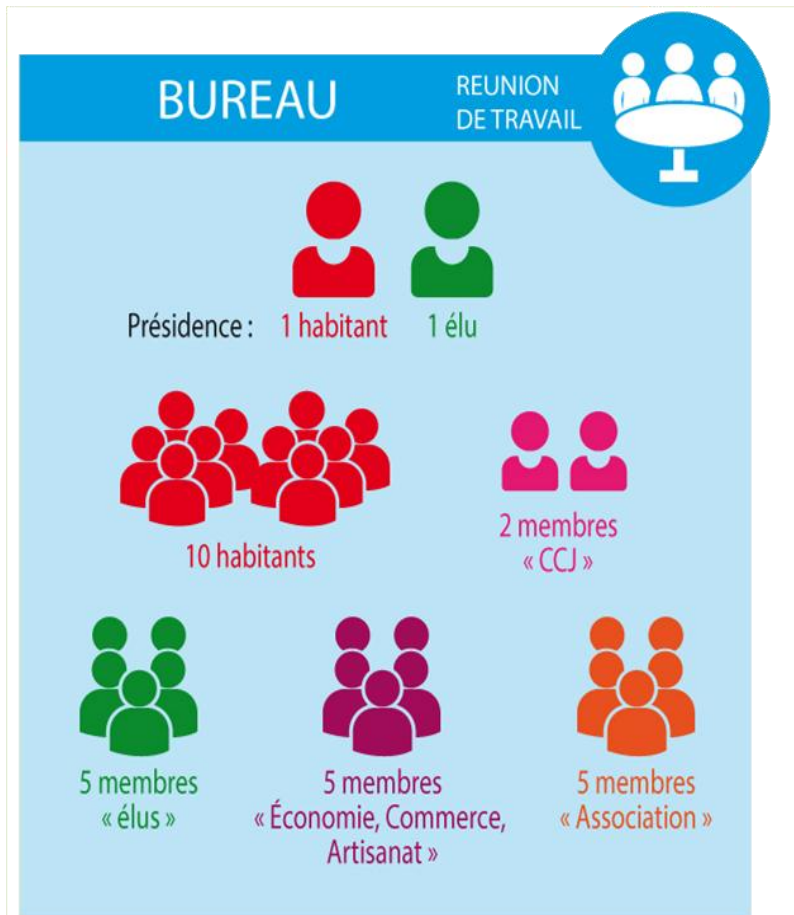 BUREAU
REUNION
DE TRAVAIL
Présidence : 1 habitant 1 élu
10 habitants
2 membres
« CCJ »
5 membres
« élus »
5 membres
« Économie, Commerce,
Artisanat »
5 membres
« Association »